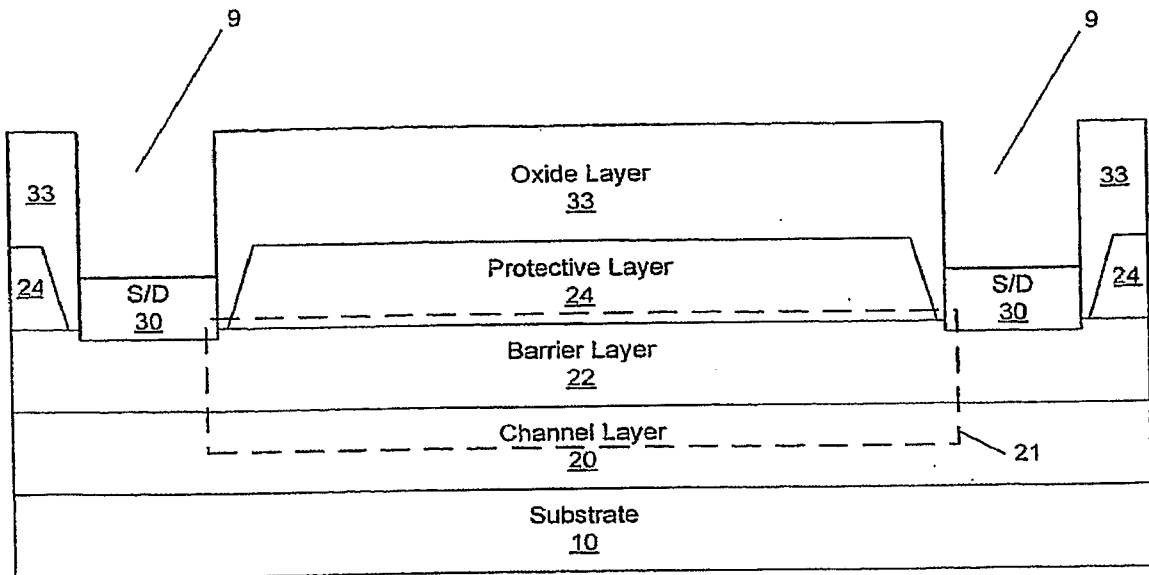 9
9
Oxide Layer
33
33
33
Protective Layer
24
24
24
S/D
30
S/D
30
Barrier Layer
22
Channel Layer
20
21
Substrate
10